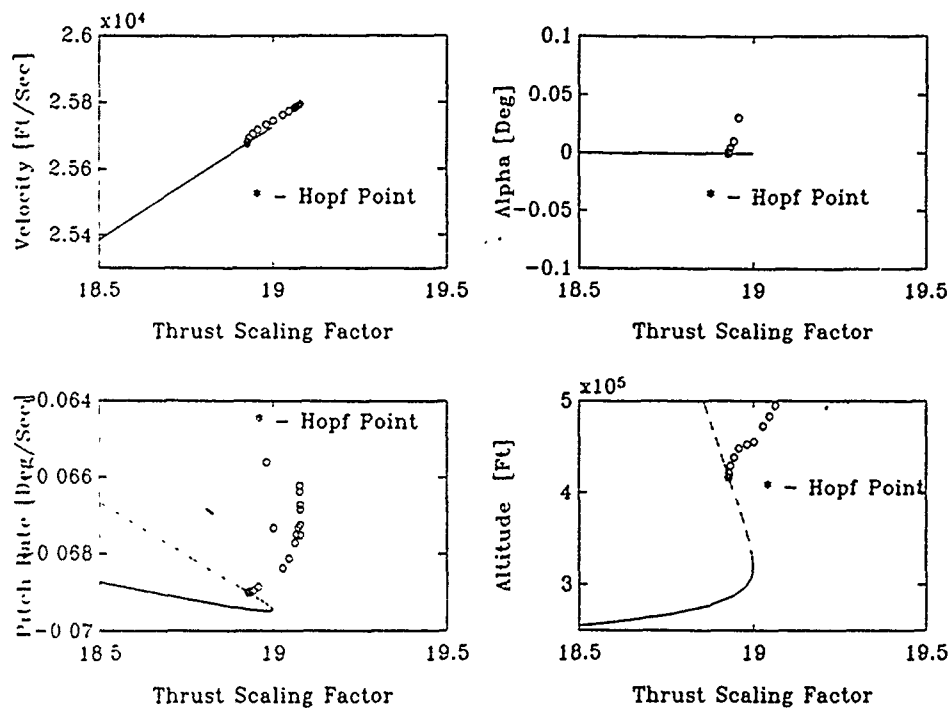 x10⁴
2.6
2.58
2.56
2.54
18.5
19
19.5
Velocity [Ft/Sec]
* – Hopf Point
Thrust Scaling Factor
0.1
0.05
0
-0.05
-0.1
18.5
19
19.5
Alpha [Deg]
* – Hopf Point
Thrust Scaling Factor
-0 064
-0 066
-0 068
-0 07
18 5
19
19.5
Pitch Rate [Deg/Sec]
* – Hopf Point
Thrust Scaling Factor
x10⁵
5
4
3
18.5
19
19.5
Altitude [Ft]
* – Hopf Point
Thrust Scaling Factor